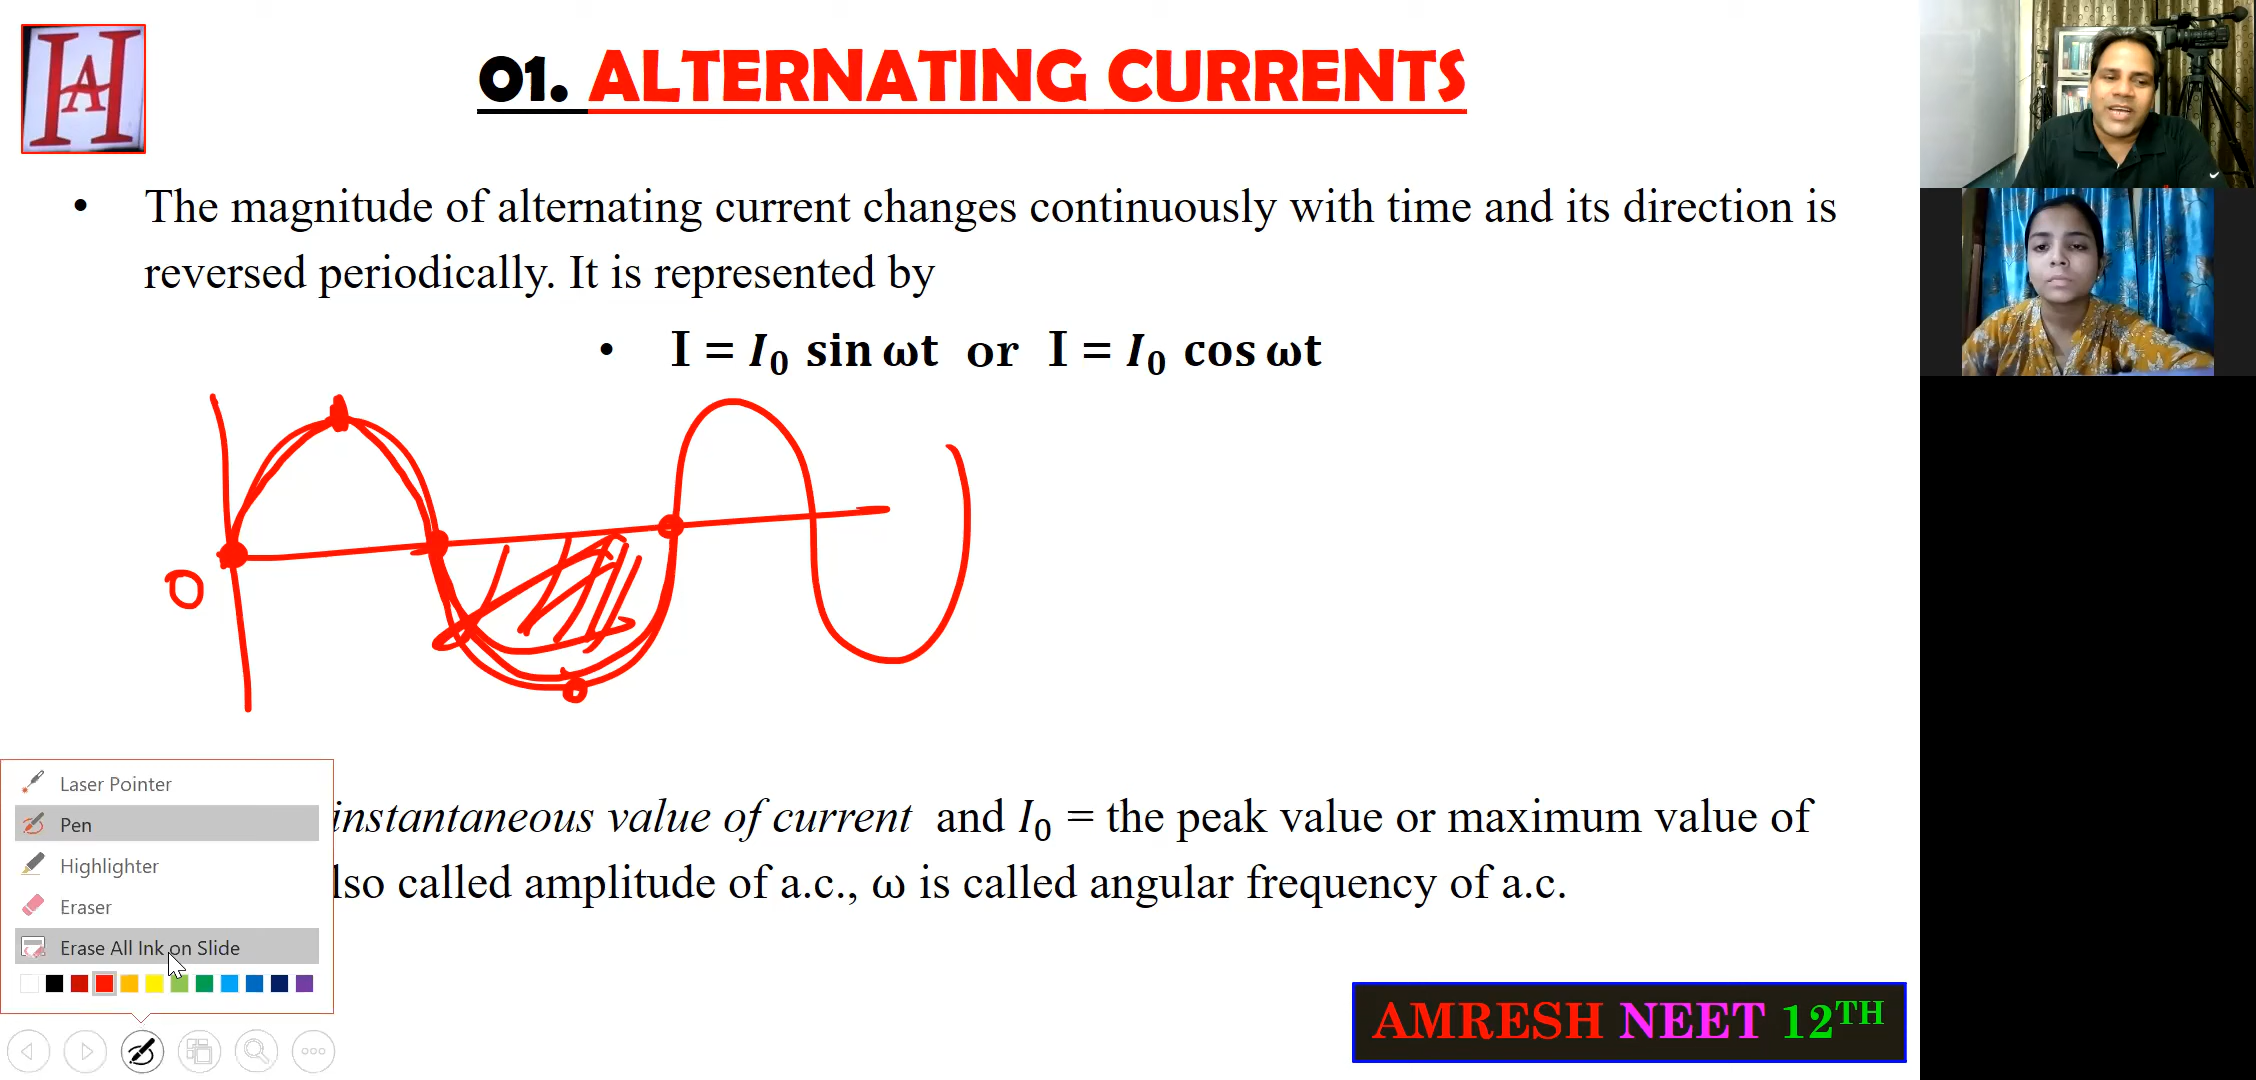 HA
01. ALTERNATING CURRENTS
• The magnitude of alternating current changes continuously with time and its direction is
reversed periodically. It is represented by
• I = I₀ sin ωt or I = I₀ cos ωt
0
instantaneous value of current and I₀ = the peak value or maximum value of
lso called amplitude of a.c., ω is called angular frequency of a.c.
Laser Pointer
Pen
Highlighter
Eraser
Erase All Ink on Slide
AMRESH NEET 12TH